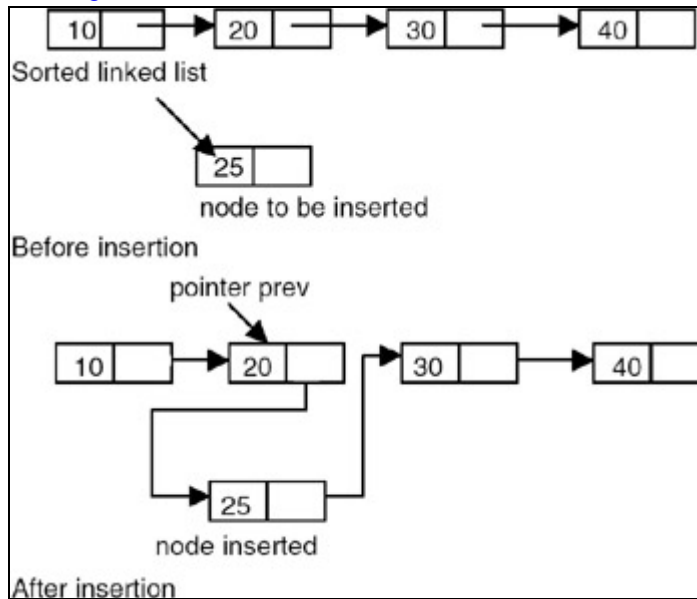 10 20 30 40
Sorted linked list
25
node to be inserted
Before insertion
pointer prev
10 20 30 40
25
node inserted
After insertion